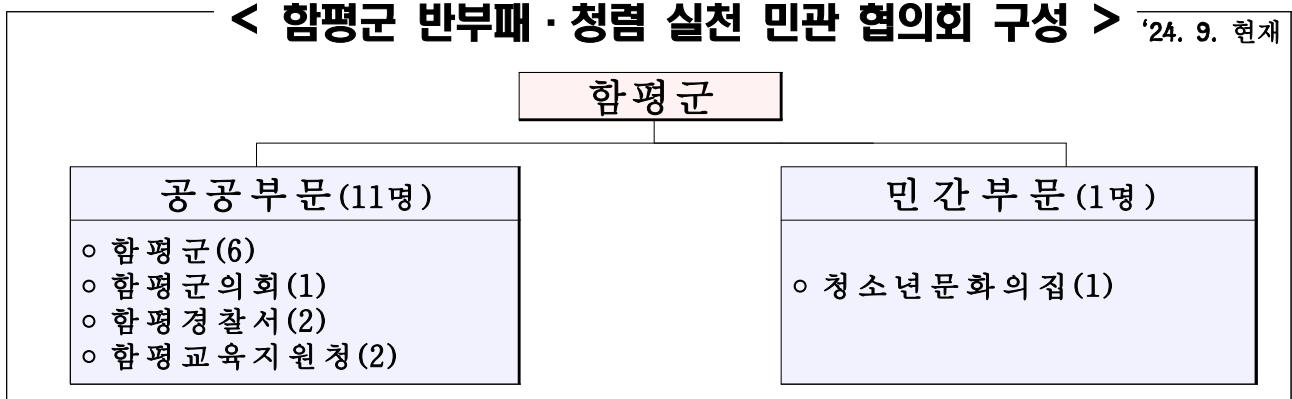 < 함평군 반부패 · 청렴 실천 민관 협의회 구성 > ‘24. 9. 현재
함평군
공공부문(11명)
○ 함평군(6)
○ 함평군의회(1)
○ 함평경찰서(2)
○ 함평교육지원청(2)
민간부문(1명)
○ 청소년문화의집(1)